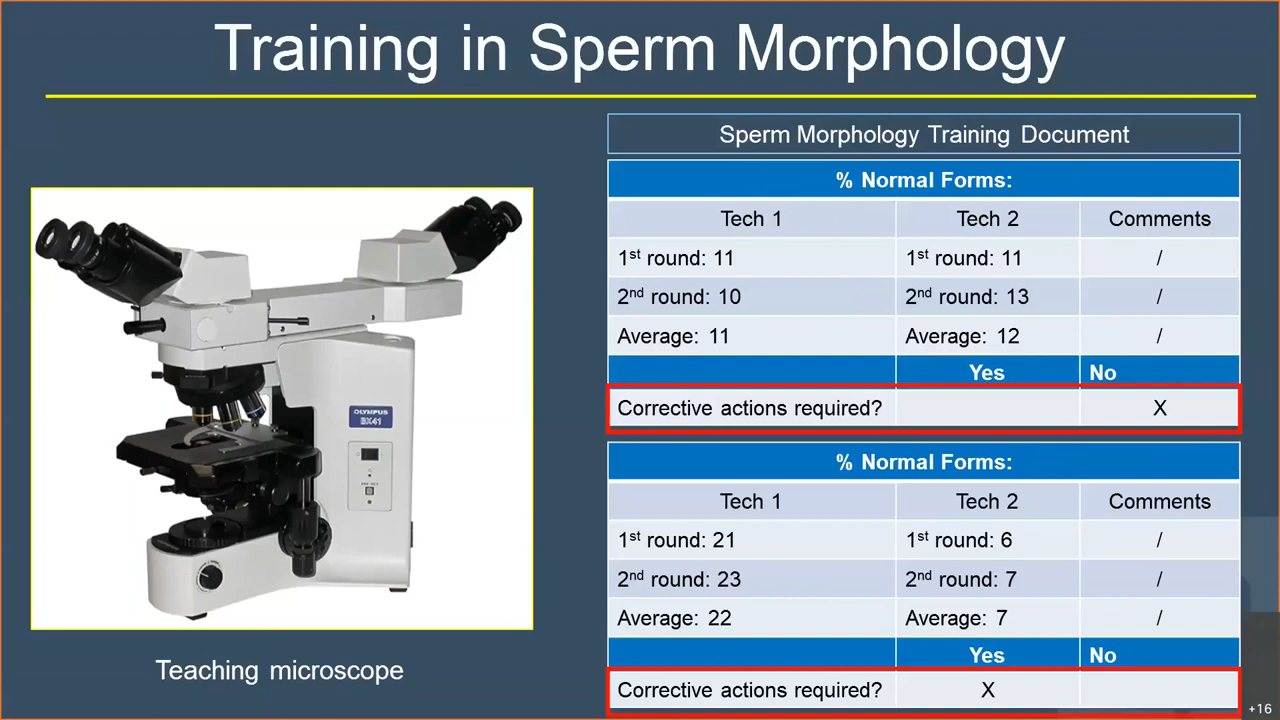 Training in Sperm Morphology
Sperm Morphology Training Document
% Normal Forms:
Tech 1 Tech 2 Comments
1st round: 11 1st round: 11 /
2nd round: 10 2nd round: 13 /
Average: 11 Average: 12 /
Yes No
Corrective actions required? X
% Normal Forms:
Tech 1 Tech 2 Comments
1st round: 21 1st round: 6 /
2nd round: 23 2nd round: 7 /
Average: 22 Average: 7 /
Yes No
Corrective actions required? X
OLYMPUS
BX41
Teaching microscope
+16